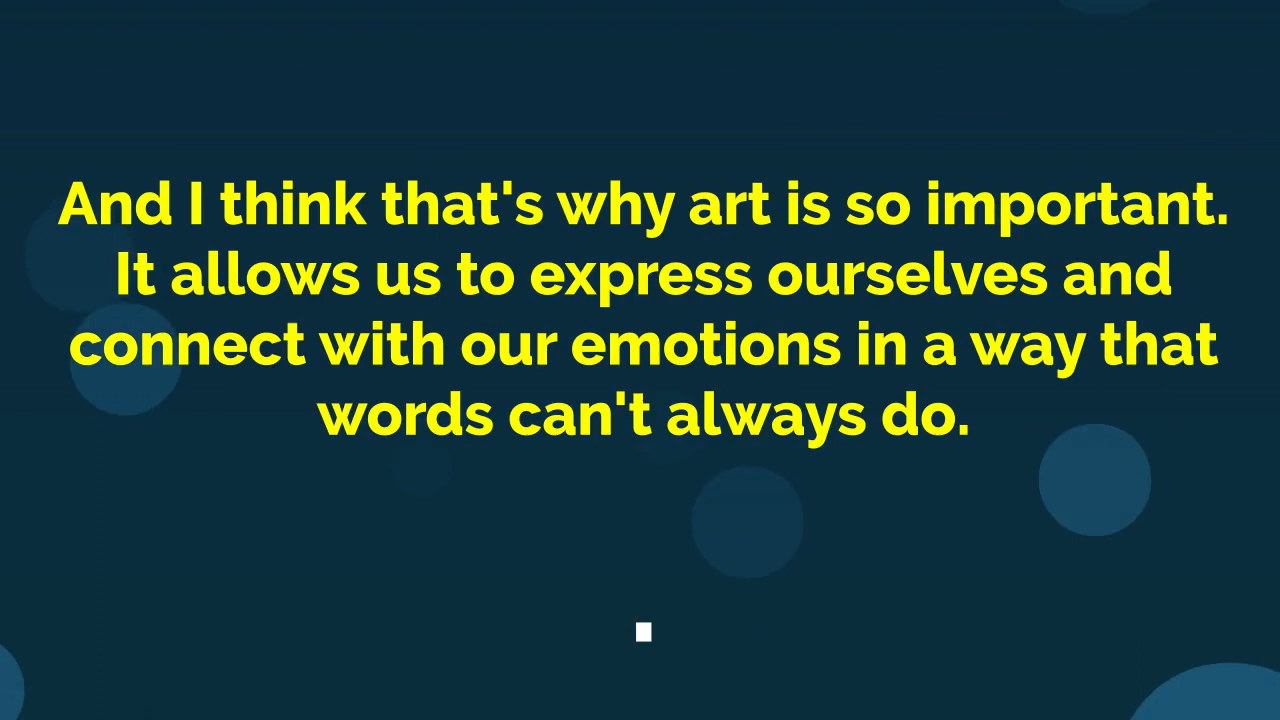 And I think that's why art is so important.
It allows us to express ourselves and
connect with our emotions in a way that
words can't always do.